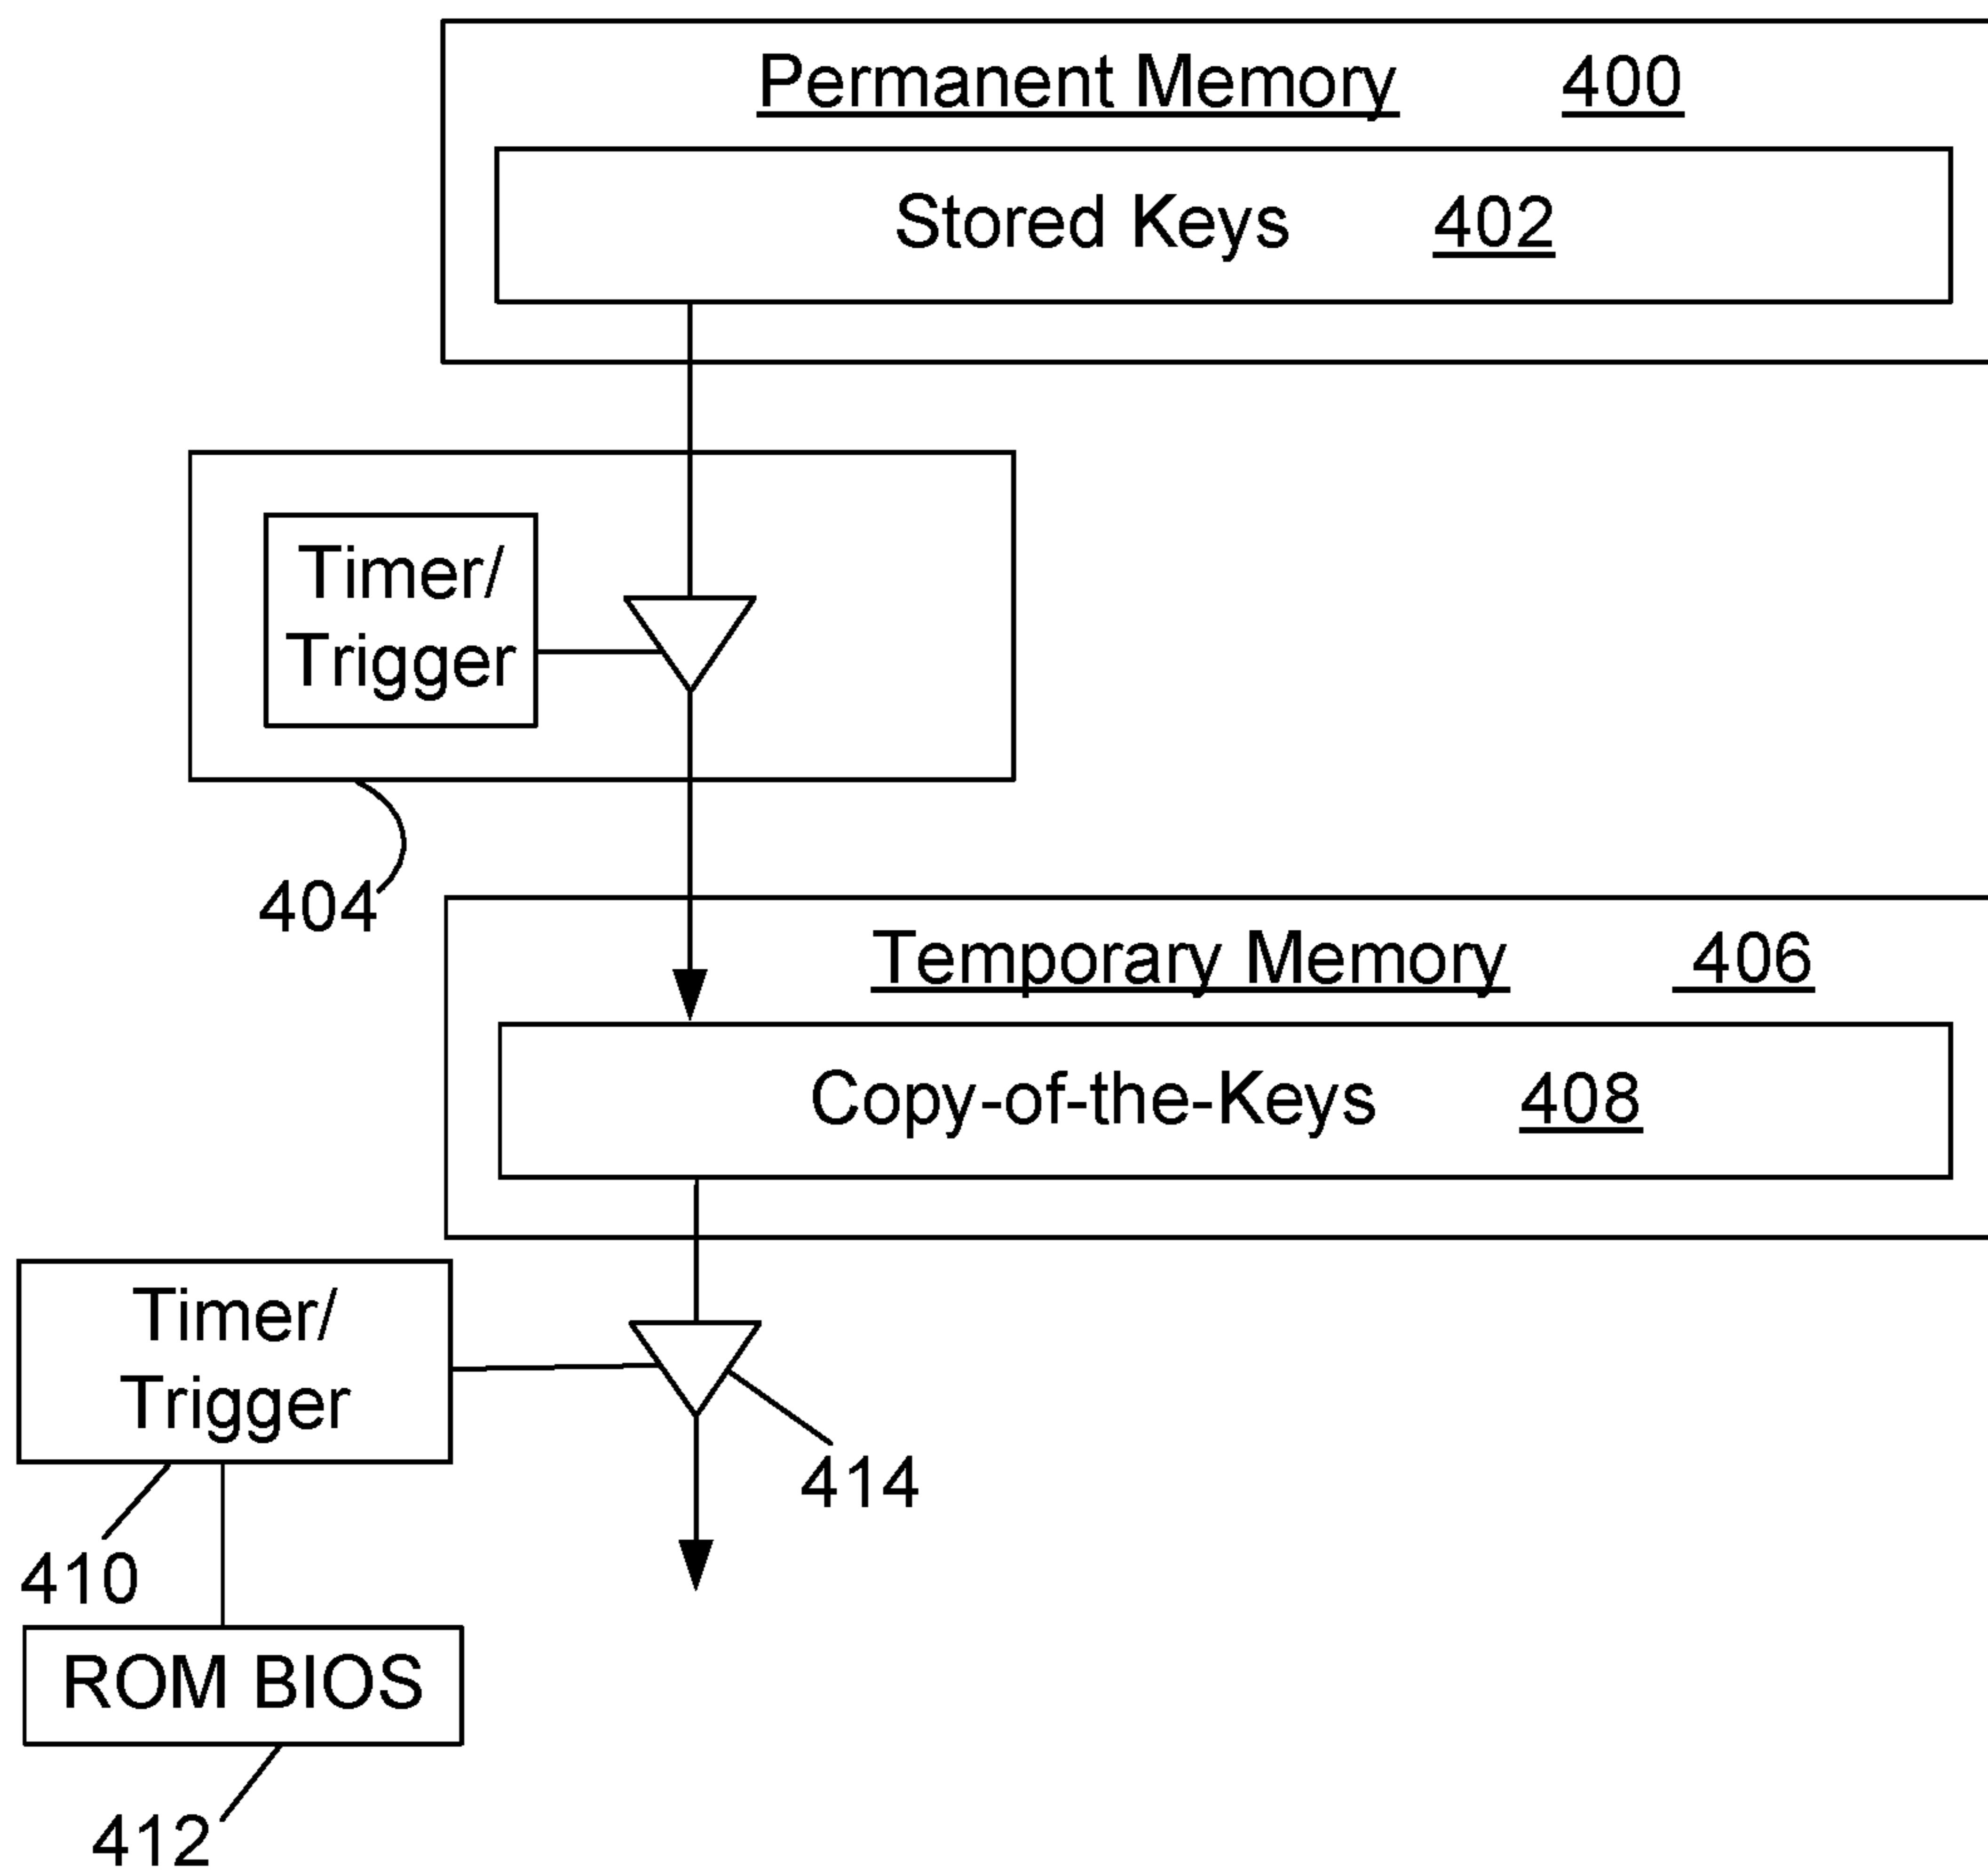 Permanent Memory 400
Stored Keys 402
Timer/
Trigger
404
Temporary Memory 406
Copy-of-the-Keys 408
Timer/
Trigger
414
410
ROM BIOS
412